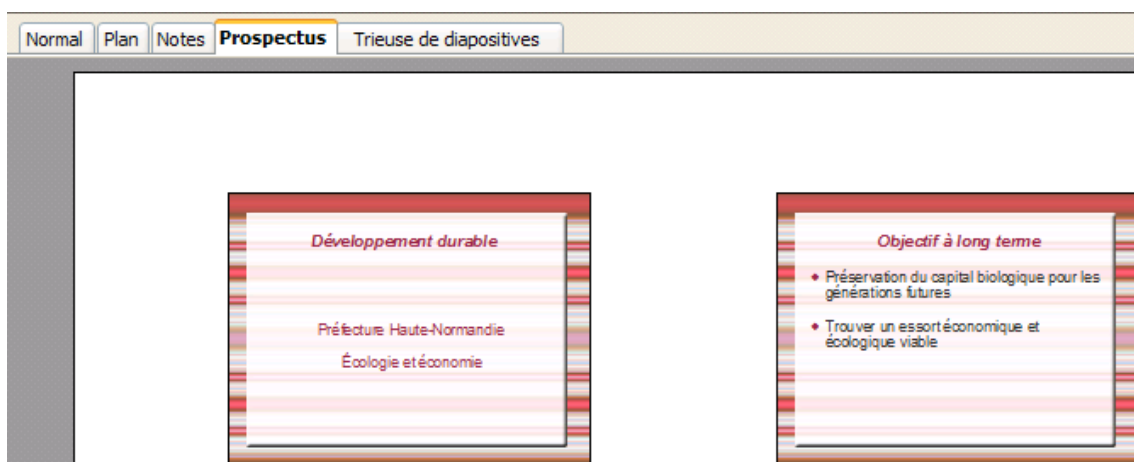 Normal Plan Notes Prospectus Trieuse de diapositives
Développement durable
Préfecture Haute-Normandie
Écologie et économie
Objectif à long terme
Préservation du capital biologique pour les
générations futures
Trouver un essort économique et
écologique viable